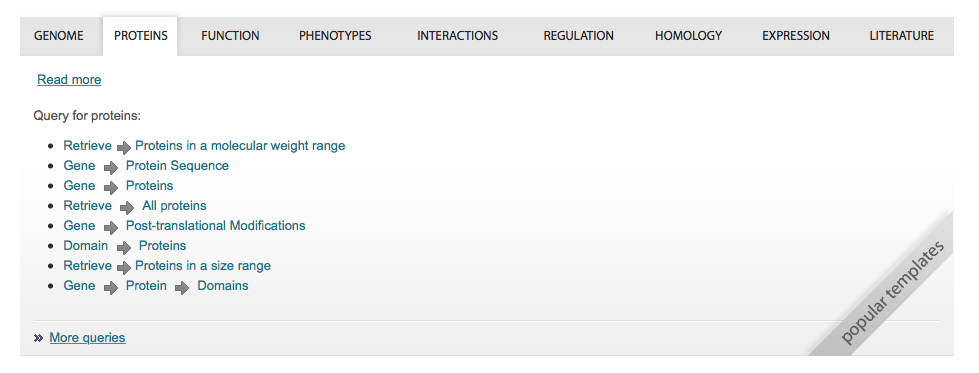 GENOME PROTEINS FUNCTION PHENOTYPES INTERACTIONS REGULATION HOMOLOGY EXPRESSION LITERATURE
Read more
Query for proteins:
Retrieve Proteins in a molecular weight range
Gene Protein Sequence
Gene Proteins
Retrieve All proteins
Gene Post-translational Modifications
Domain Proteins
Retrieve Proteins in a size range
Gene Protein Domains
popular templates
More queries